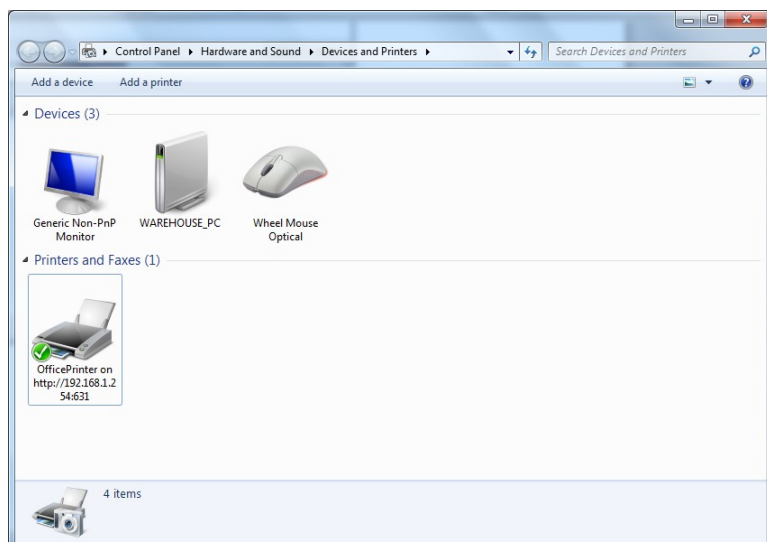 Control Panel ▸ Hardware and Sound ▸ Devices and Printers ▸
Search Devices and Printers
Add a device Add a printer
Devices (3)
Generic Non-PnP
Monitor
WAREHOUSE_PC
Wheel Mouse
Optical
Printers and Faxes (1)
OfficePrinter on
http://192.168.1.2
54:631
4 items